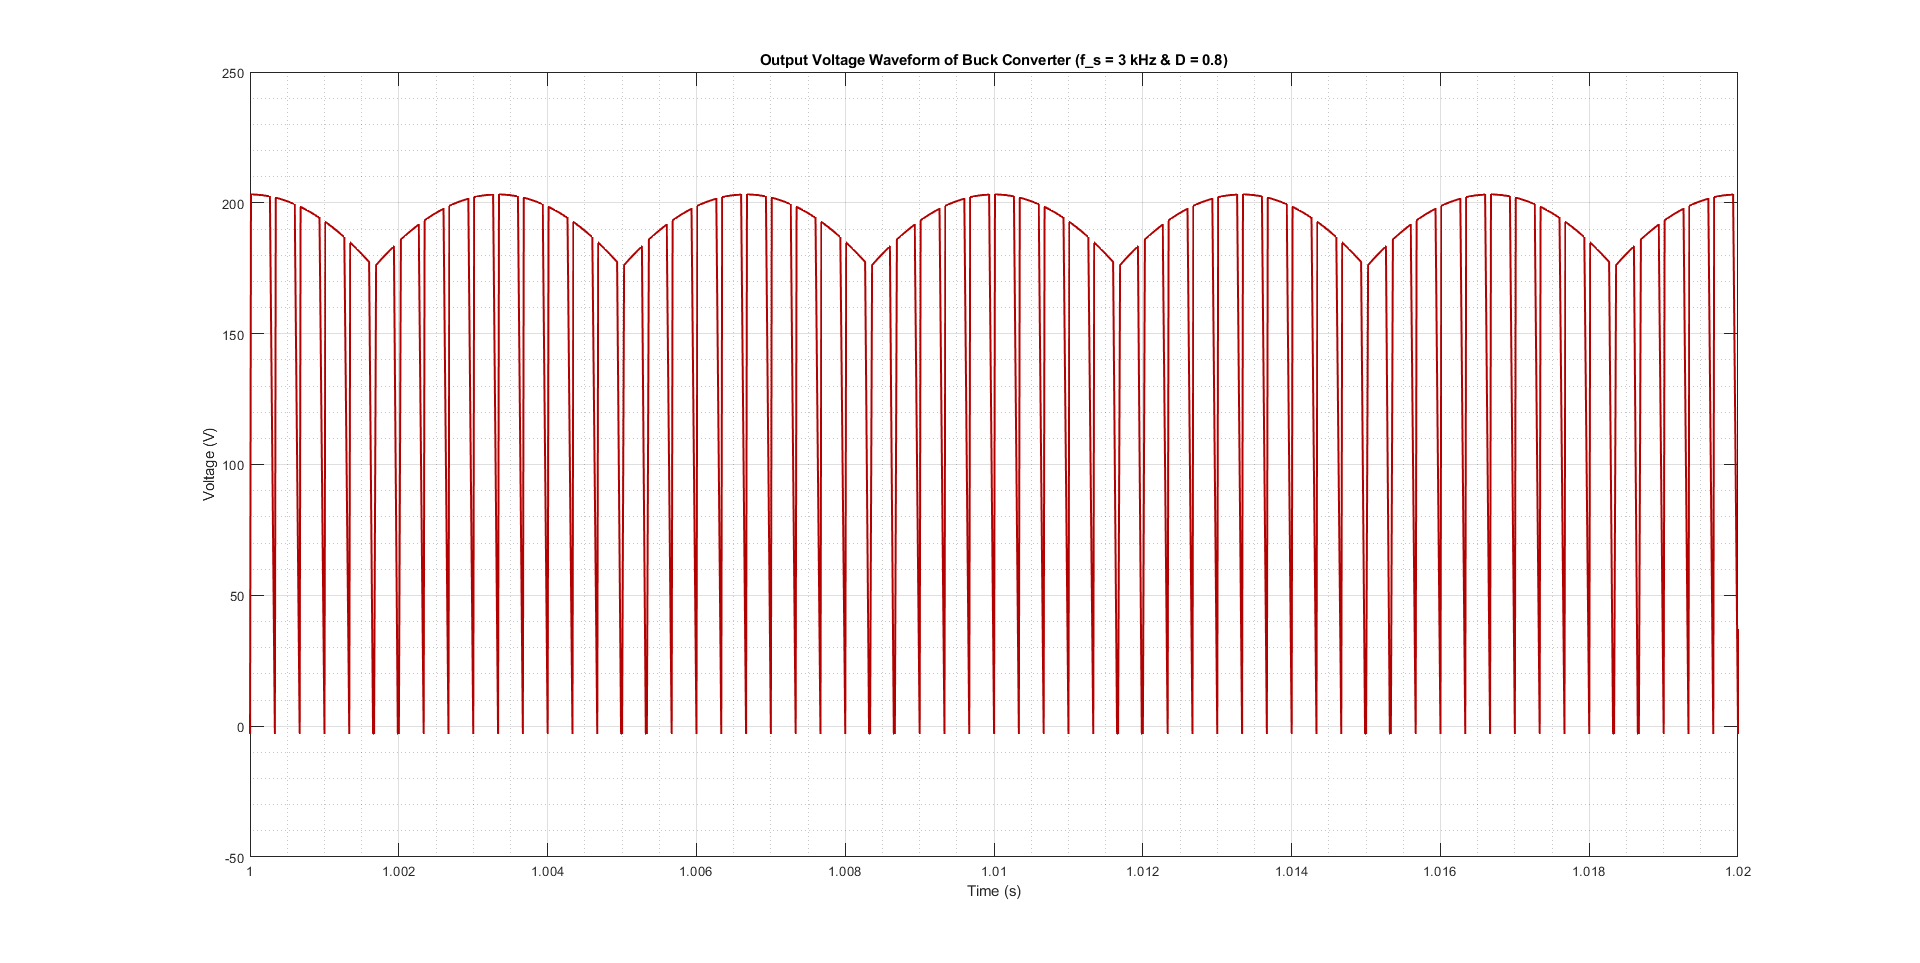 Output Voltage Waveform of Buck Converter (f_s = 3 kHz & D = 0.8)
250
200
150
100
50
0
-50
Voltage (V)
1 1.002 1.004 1.006 1.008 1.01 1.012 1.014 1.016 1.018 1.02
Time (s)